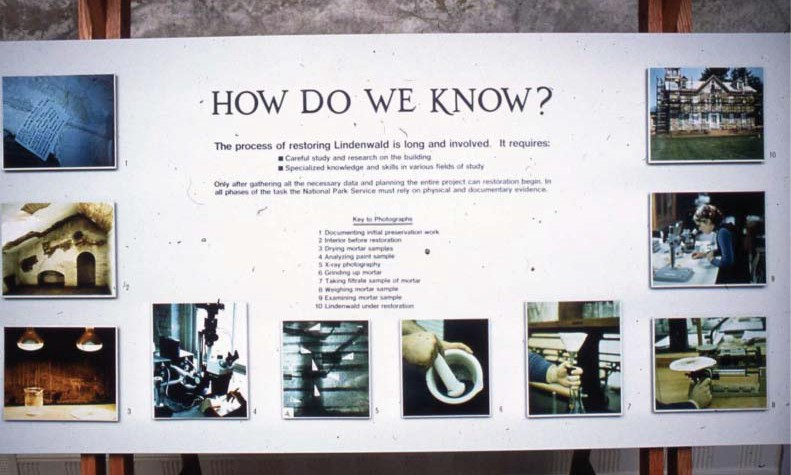 HOW DO WE KNOW?
The process of restoring Lindenwald is long and involved. It requires:
■ Careful study and research on the building
■ Specialized knowledge and skills in various fields of study
Only after gathering all the necessary data and planning the entire project can restoration begin. In
all phases of the task the National Park Service must rely on physical and documentary evidence.
Key to Photographs
1 Documenting initial preservation work
2 Interior before restoration
3 Drying mortar samples
4 Analyzing paint sample
5 X-ray photography
6 Grinding up mortar
7 Taking filtrate sample of mortar
8 Weighing mortar sample
9 Examining mortar sample
10 Lindenwald under restoration
1
10
2
9
3
4
5
6
7
8